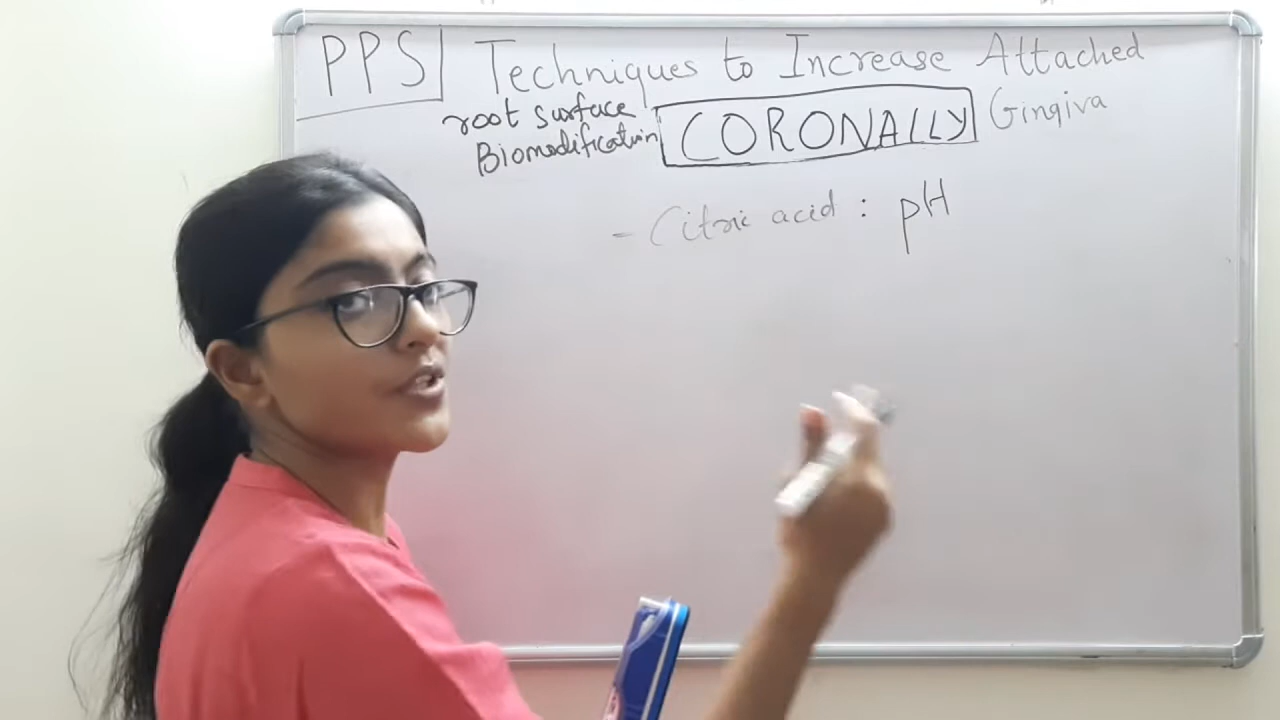 PPS Techniques to Increase Attached
root surface CORONALLY Gingiva
Biomodification
- Citric acid : pH